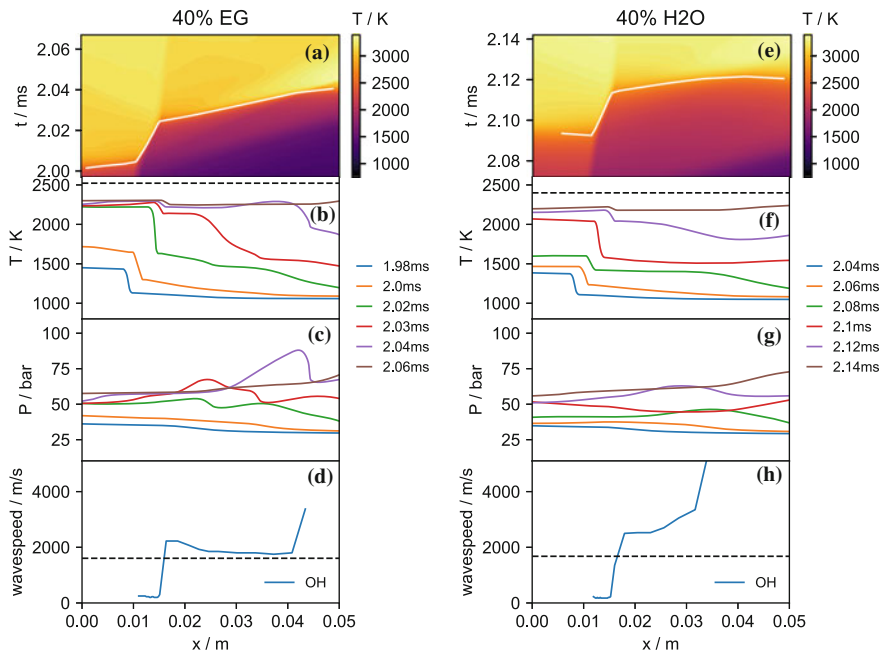 40% EG
T / K
40% H2O
T / K
(a)
2.06
2.04
2.02
2.00
t / ms
3000
2500
2000
1500
1000
(e)
2.14
2.12
2.10
2.08
t / ms
3000
2500
2000
1500
1000
2500
2000
1500
1000
T / K
(b)
(f)
2500
2000
1500
1000
T / K
1.98ms
2.0ms
2.02ms
2.03ms
2.04ms
2.06ms
2.04ms
2.06ms
2.08ms
2.1ms
2.12ms
2.14ms
100
75
50
25
P / bar
(c)
100
75
50
25
P / bar
(g)
4000
2000
0
wavespeed / m/s
(d)
OH
4000
2000
0
wavespeed / m/s
(h)
OH
0.00 0.01 0.02 0.03 0.04 0.05
x / m
0.00 0.01 0.02 0.03 0.04 0.05
x / m